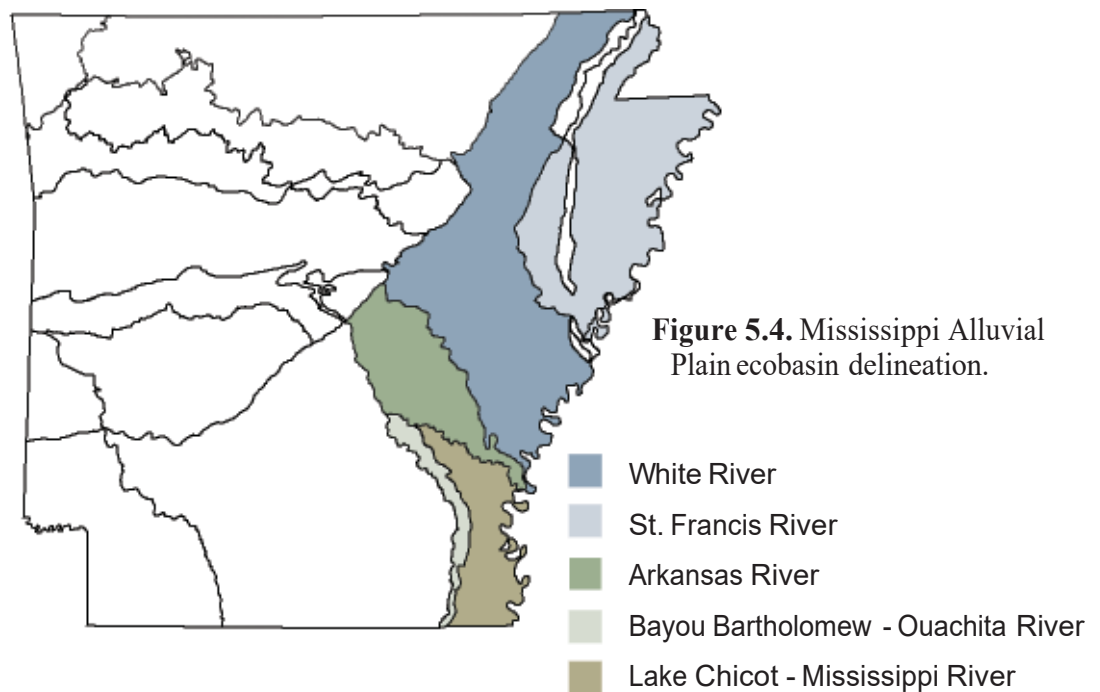 Figure 5.4. Mississippi Alluvial
Plain ecobasin delineation.
White River
St. Francis River
Arkansas River
Bayou Bartholomew - Ouachita River
Lake Chicot - Mississippi River